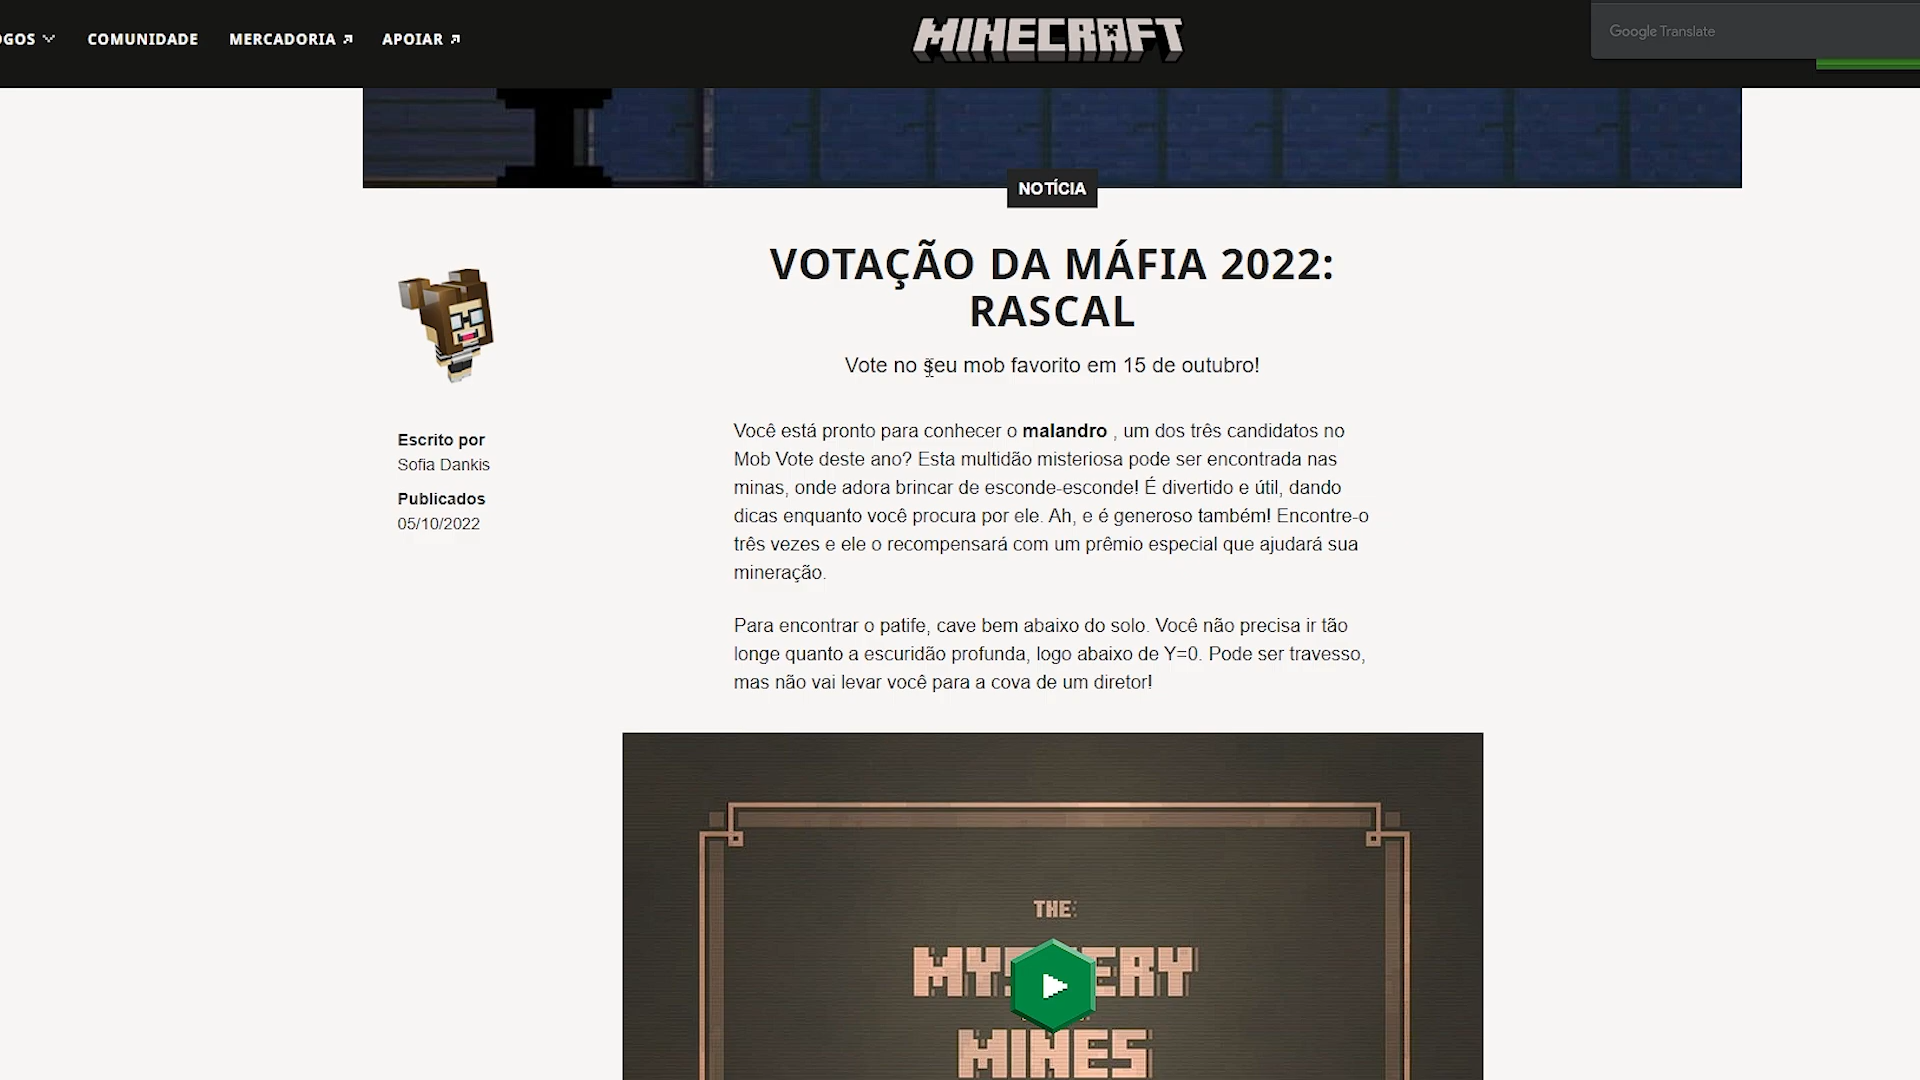 COMUNIDADE MERCADORIA APOIAR MINECRAFT Google Translate
NOTÍCIA
VOTAÇÃO DA MÁFIA 2022:
RASCAL
Vote no seu mob favorito em 15 de outubro!
Escrito por
Sofia Dankis
Publicados
05/10/2022
Você está pronto para conhecer o malandro , um dos três candidatos no
Mob Vote deste ano? Esta multidão misteriosa pode ser encontrada nas
minas, onde adora brincar de esconde-esconde! É divertido e útil, dando
dicas enquanto você procura por ele. Ah, e é generoso também! Encontre-o
três vezes e ele o recompensará com um prêmio especial que ajudará sua
mineração.
Para encontrar o patife, cave bem abaixo do solo. Você não precisa ir tão
longe quanto a escuridão profunda, logo abaixo de Y=0. Pode ser travesso,
mas não vai levar você para a cova de um diretor!
THE
MYSTERY
MINES